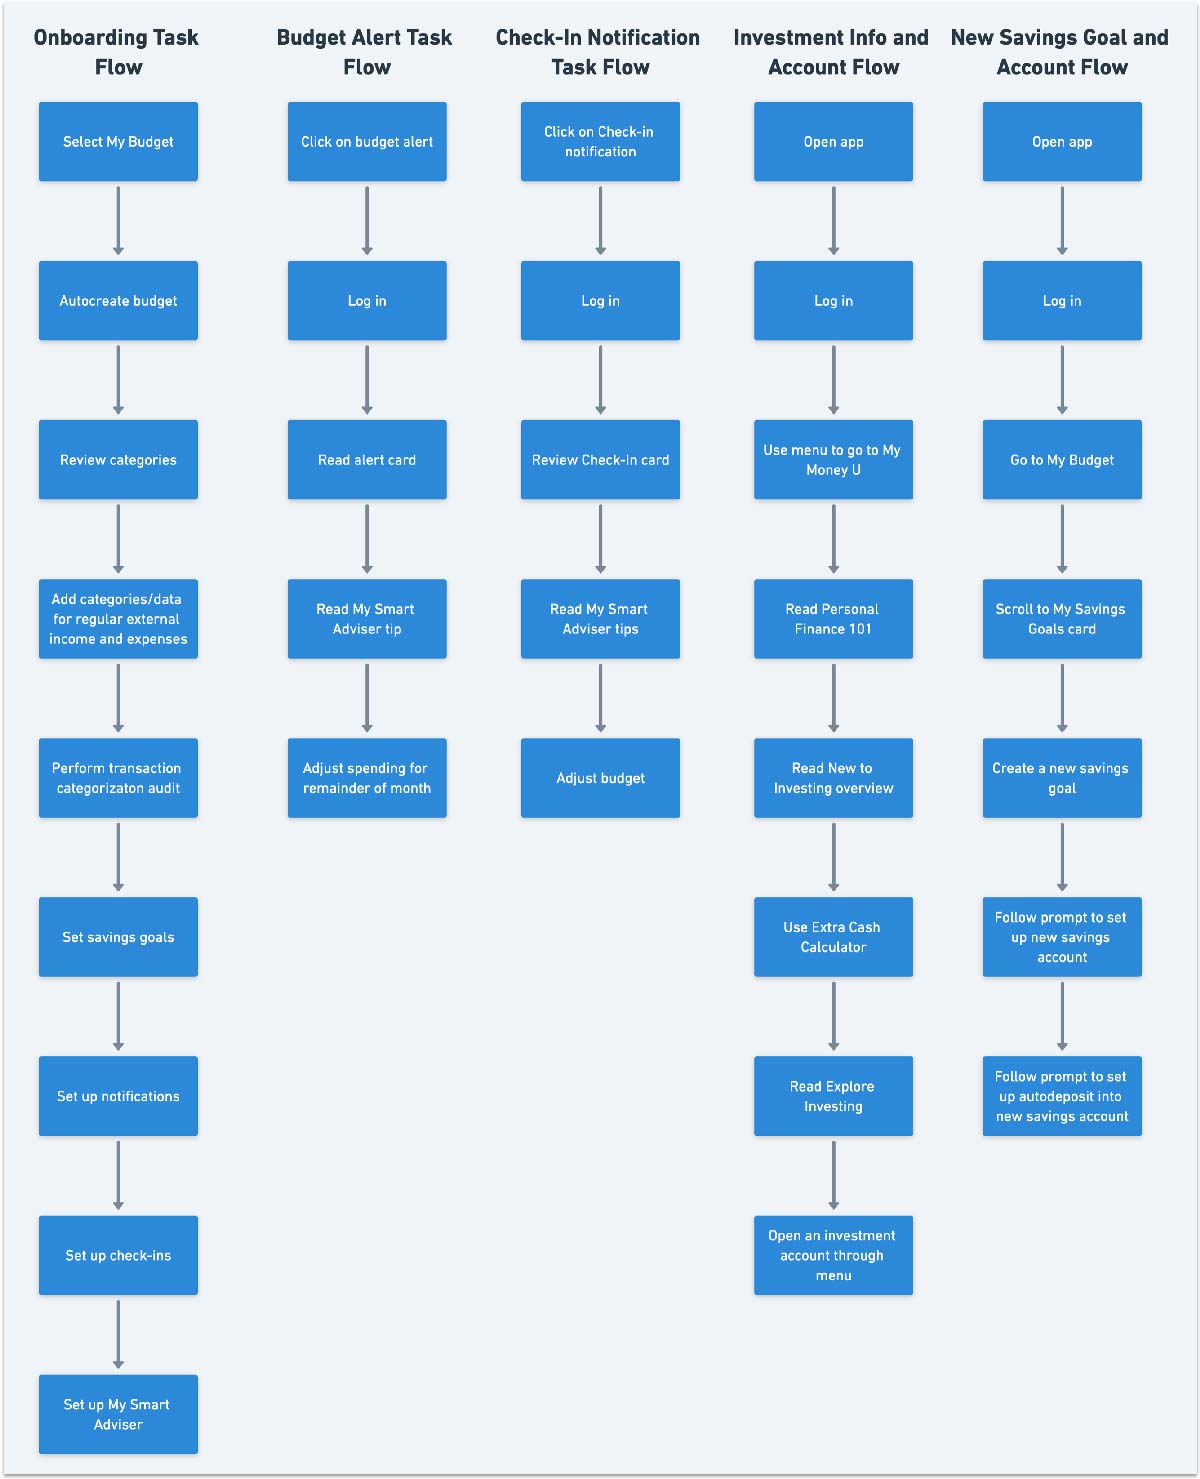 Onboarding Task
Flow
Select My Budget
Autocreate budget
Review categories
Add categories/data
for regular external
income and expenses
Perform transaction
categorizaton audit
Set savings goals
Set up notifications
Set up check-ins
Set up My Smart
Adviser
Budget Alert Task
Flow
Click on budget alert
Log in
Read alert card
Read My Smart
Adviser tip
Adjust spending for
remainder of month
Check-In Notification
Task Flow
Click on Check-in
notification
Log in
Review Check-In card
Read My Smart
Adviser tips
Adjust budget
Investment Info and
Account Flow
Open app
Log in
Use menu to go to My
Money U
Read Personal
Finance 101
Read New to
Investing overview
Use Extra Cash
Calculator
Read Explore
Investing
Open an investment
account through
menu
New Savings Goal and
Account Flow
Open app
Log in
Go to My Budget
Scroll to My Savings
Goals card
Create a new savings
goal
Follow prompt to set
up new savings
account
Follow prompt to set
up autodeposit into
new savings account